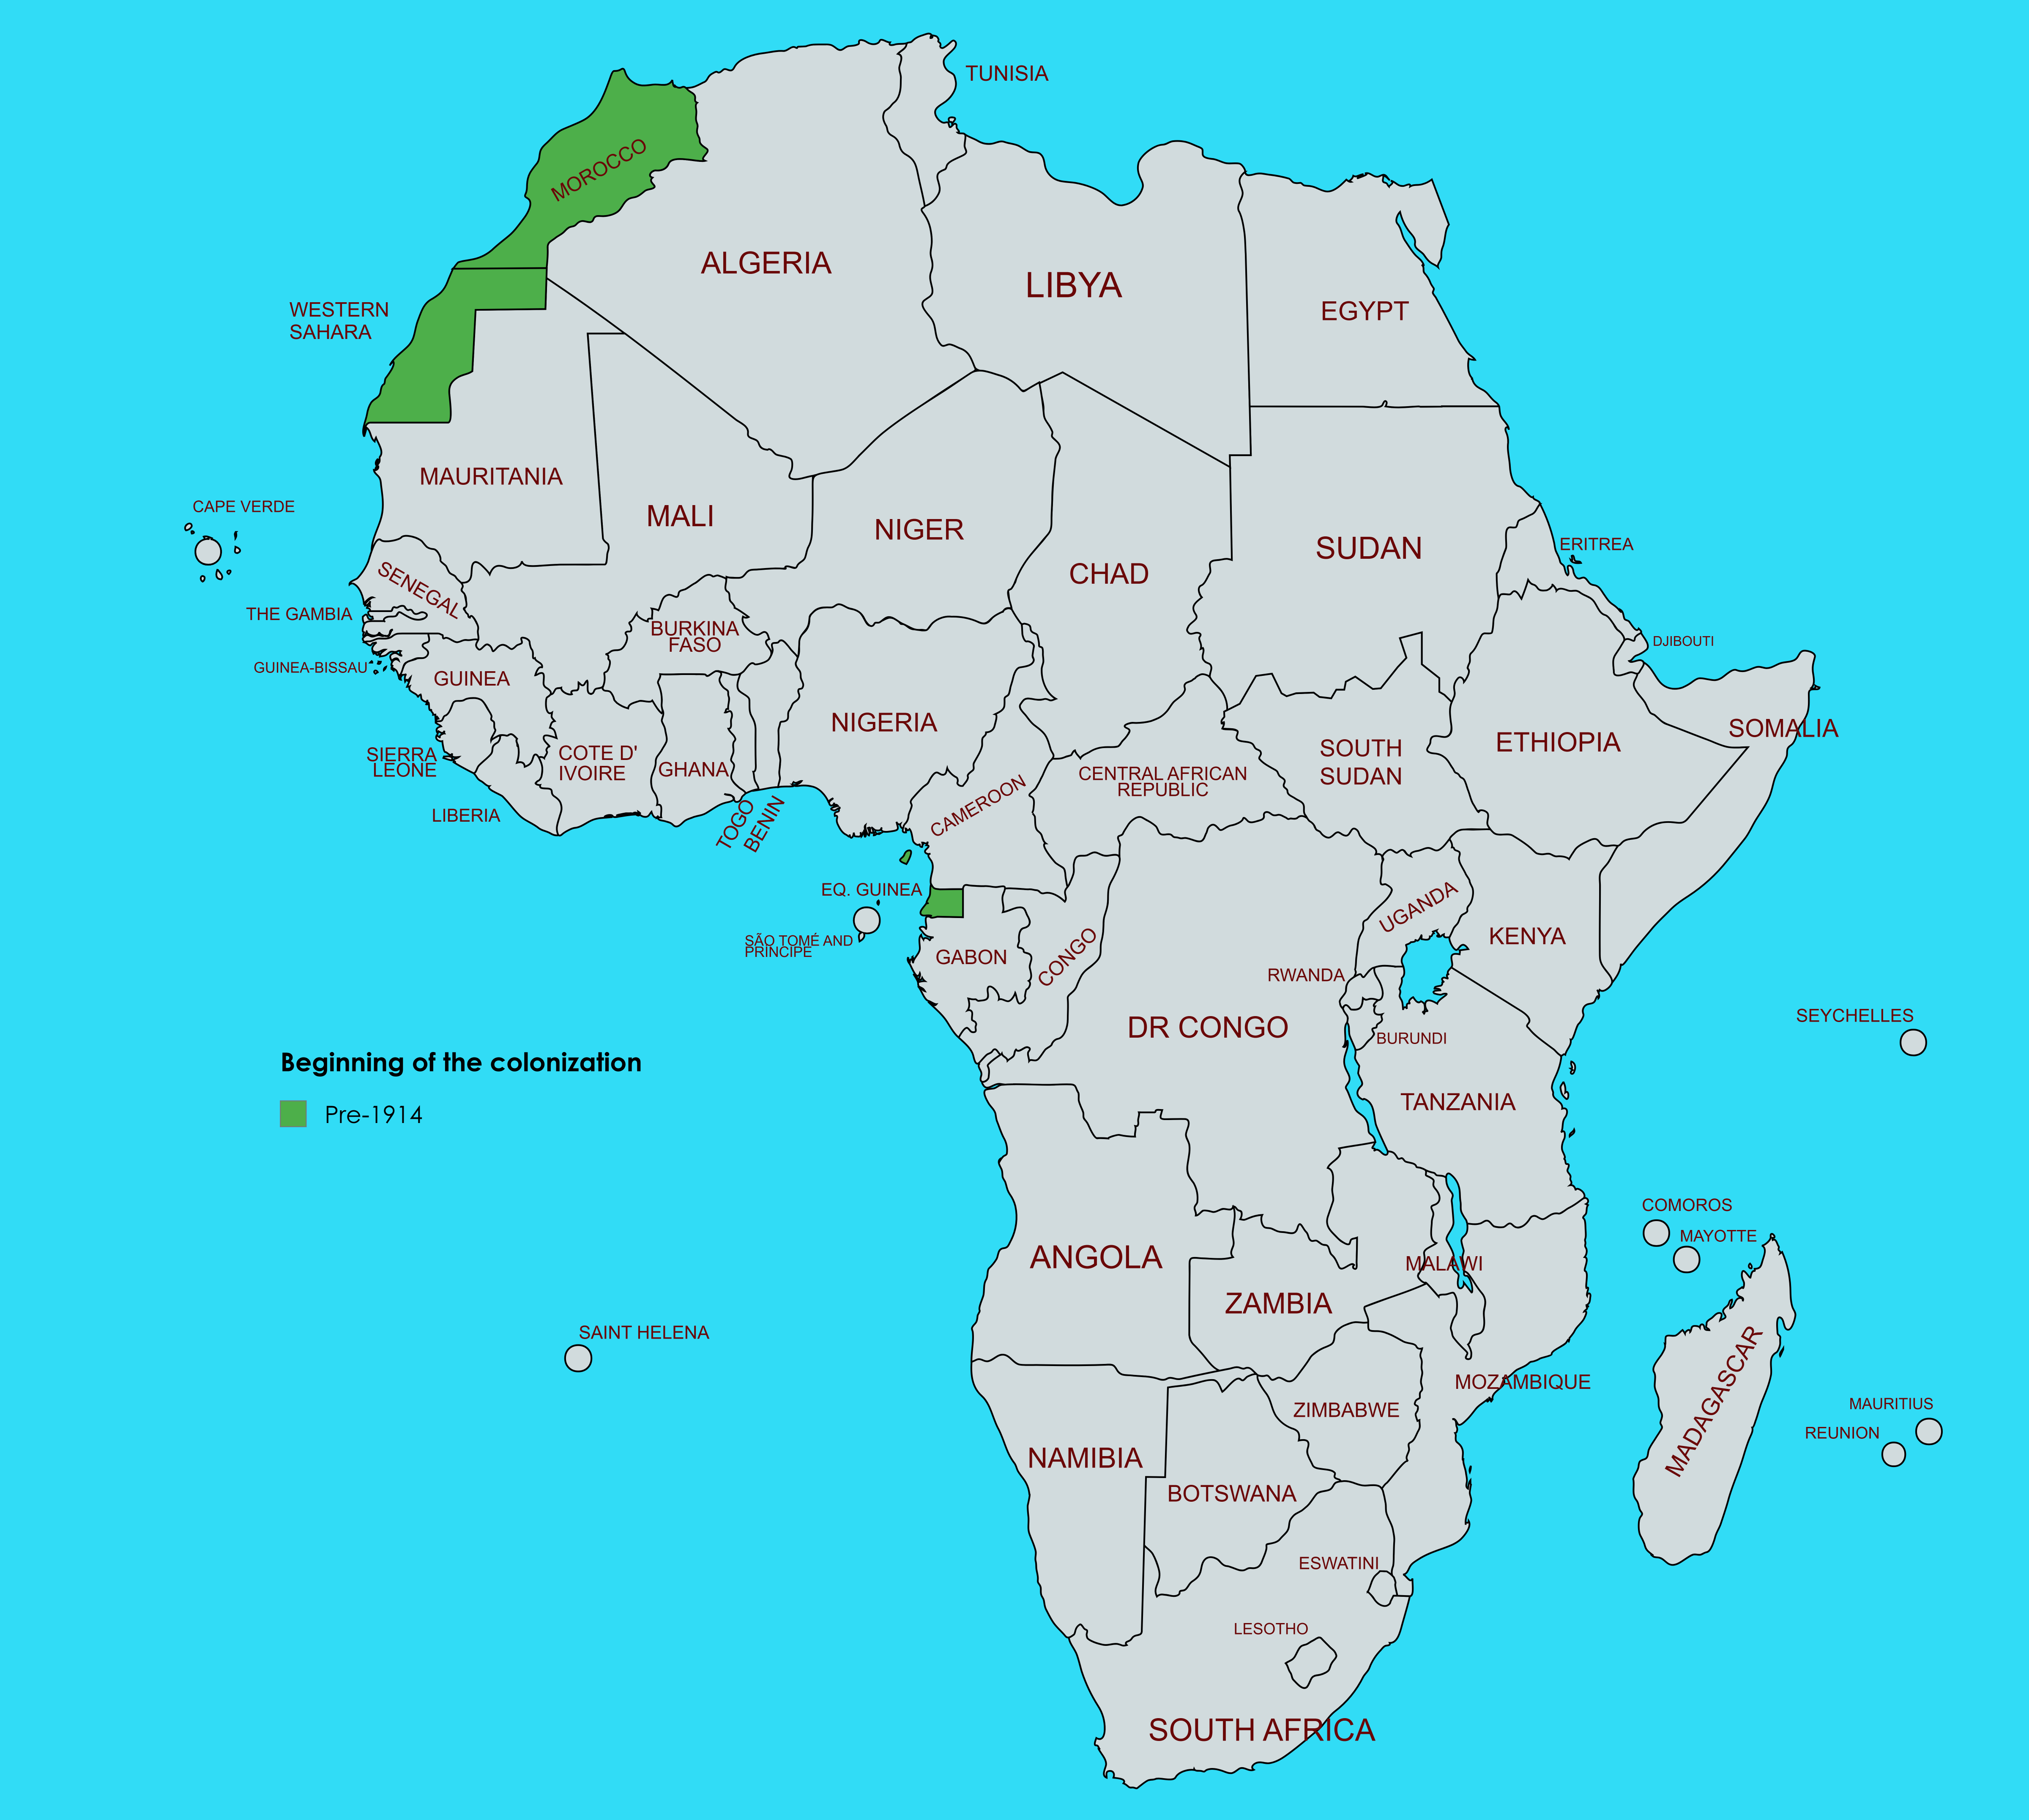 TUNISIA
MOROCCO
ALGERIA
LIBYA
EGYPT
WESTERN
SAHARA
MAURITANIA
CAPE VERDE
MALI
NIGER
CHAD
SUDAN
ERITREA
SENEGAL
THE GAMBIA
BURKINA
FASO
DJIBOUTI
GUINEA-BISSAU
GUINEA
NIGERIA
SOMALIA
ETHIOPIA
SIERRA
LEONE
COTE D'
IVOIRE
GHANA
SOUTH
SUDAN
CENTRAL AFRICAN
REPUBLIC
CAMEROON
LIBERIA
TOGO
BENIN
EQ. GUINEA
UGANDA
KENYA
SÃO TOMÉ AND
PRINCIPE
GABON
CONGO
RWANDA
SEYCHELLES
DR CONGO
BURUNDI
Beginning of the colonization
Pre-1914
TANZANIA
COMOROS
MAYOTTE
ANGOLA
MALAWI
ZAMBIA
SAINT HELENA
MOZAMBIQUE
MADAGASCAR
ZIMBABWE
MAURITIUS
REUNION
NAMIBIA
BOTSWANA
ESWATINI
LESOTHO
SOUTH AFRICA